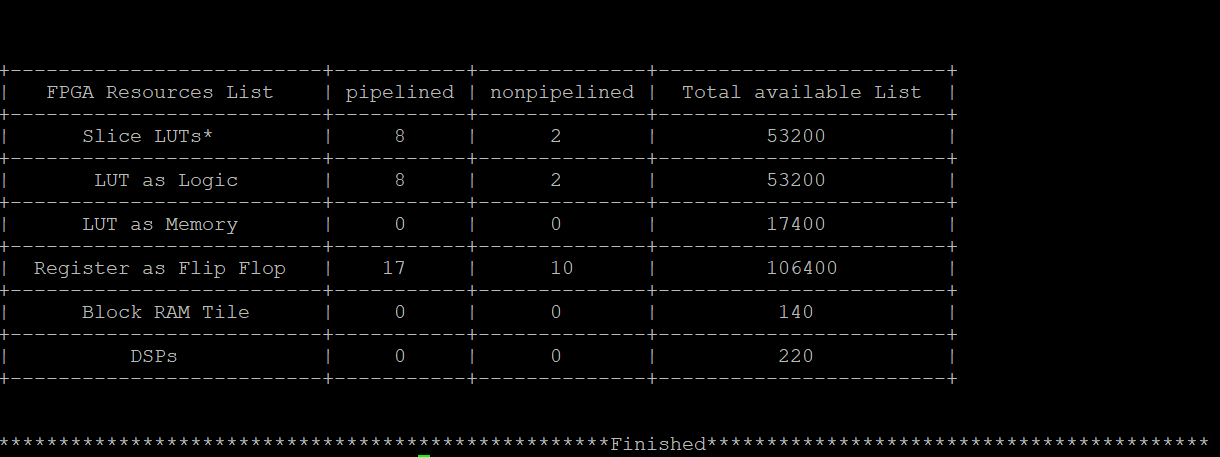 +--------------------------+-----------+--------------+------------------------+
|   FPGA Resources List    | pipelined | nonpipelined |  Total available List  |
+--------------------------+-----------+--------------+------------------------+
|      Slice LUTs*         |     8     |      2       |         53200          |
+--------------------------+-----------+--------------+------------------------+
|       LUT as Logic       |     8     |      2       |         53200          |
+--------------------------+-----------+--------------+------------------------+
|      LUT as Memory       |     0     |      0       |         17400          |
+--------------------------+-----------+--------------+------------------------+
|  Register as Flip Flop   |    17     |      10      |         106400         |
+--------------------------+-----------+--------------+------------------------+
|      Block RAM Tile      |     0     |      0       |          140           |
+--------------------------+-----------+--------------+------------------------+
|          DSPs            |     0     |      0       |          220           |
+--------------------------+-----------+--------------+------------------------+
***************************************************Finished******************************************